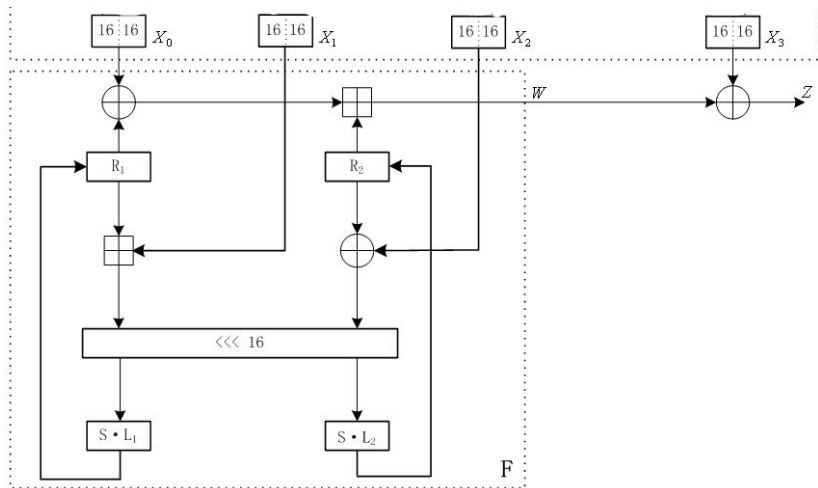 16 16 X₀ 16 16 X₁ 16 16 X₂ 16 16 X₃
W Z
R₁ R₂
<<< 16
S • L₁ S • L₂
F